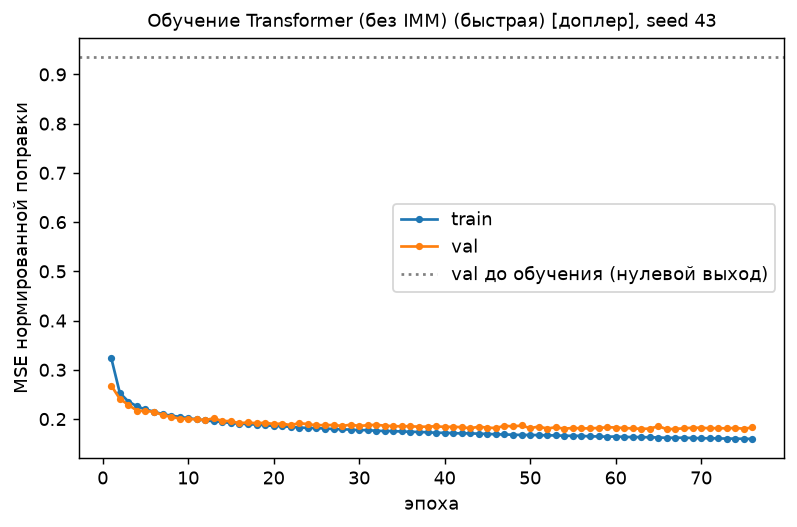 Обучение Transformer (без IMM) (быстрая) [доплер], seed 43
MSE нормированной поправки
0.9
0.8
0.7
0.6
0.5
0.4
0.3
0.2
train
val
val до обучения (нулевой выход)
0 10 20 30 40 50 60 70
эпоха